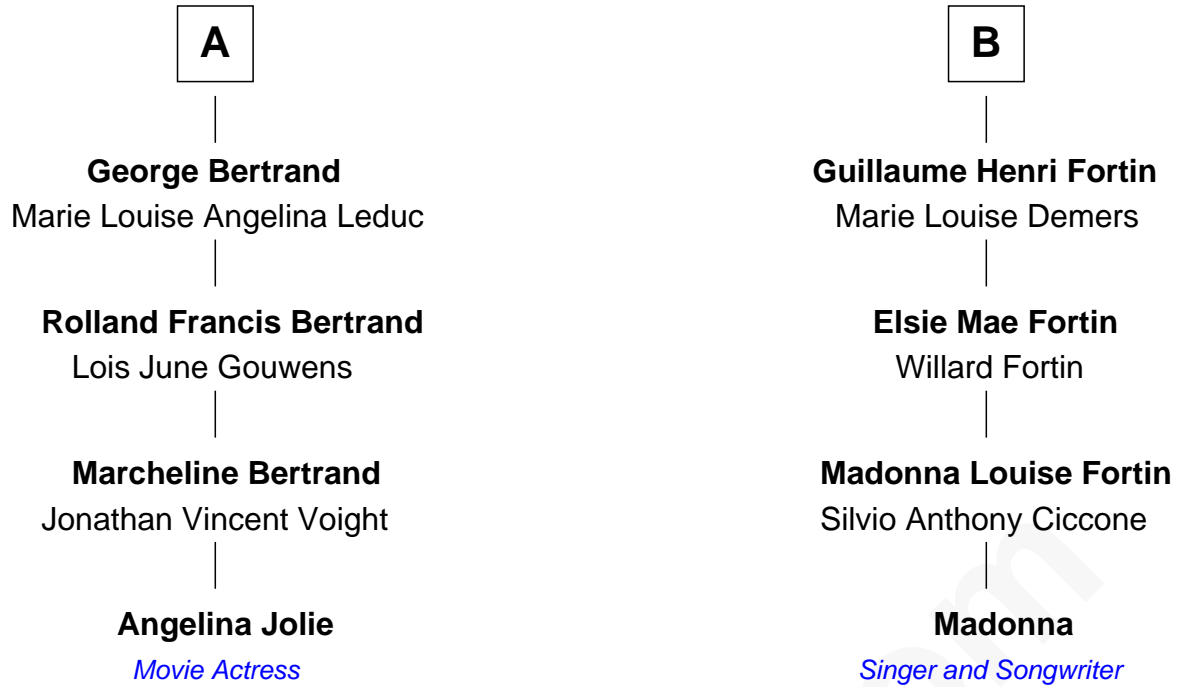 A
George Bertrand
Marie Louise Angelina Leduc
Rolland Francis Bertrand
Lois June Gouwens
Marcheline Bertrand
Jonathan Vincent Voight
Angelina Jolie
Movie Actress
B
Guillaume Henri Fortin
Marie Louise Demers
Elsie Mae Fortin
Willard Fortin
Madonna Louise Fortin
Silvio Anthony Ciccone
Madonna
Singer and Songwriter